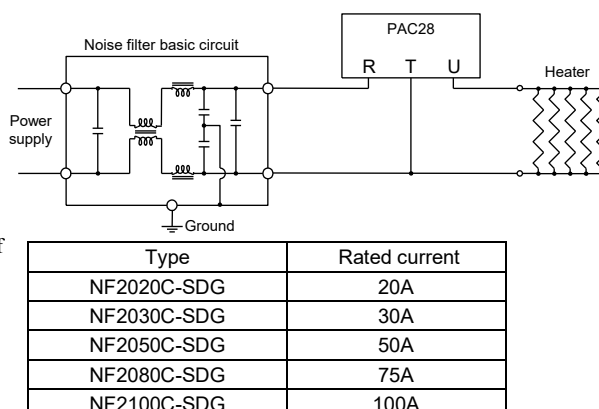 PAC28
Noise filter basic circuit
R T U
Heater
Power
supply
Ground
f
Type Rated current
NF2020C-SDG 20A
NF2030C-SDG 30A
NF2050C-SDG 50A
NF2080C-SDG 75A
NF2100C-SDG 100A